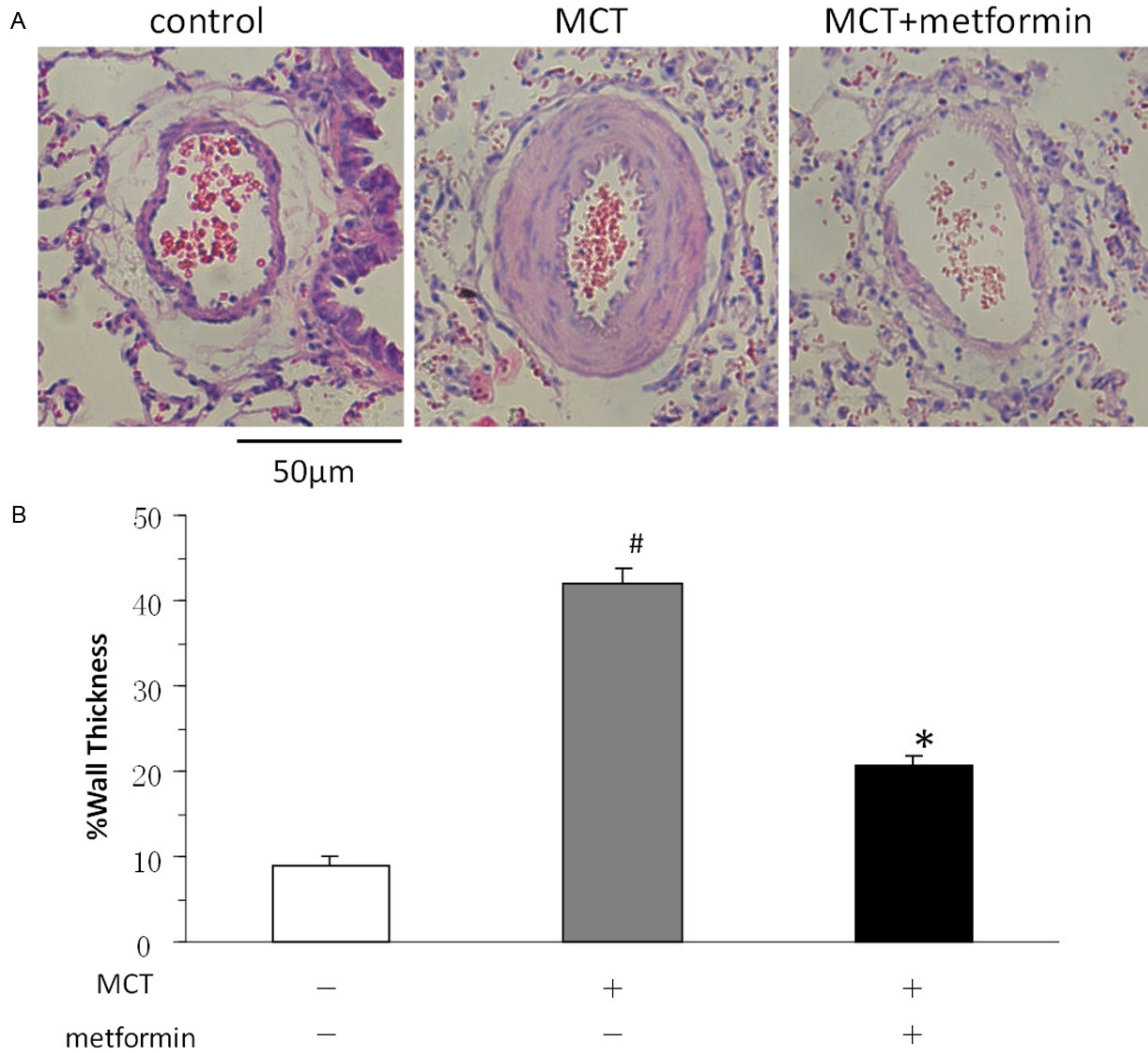 A
control MCT MCT+metformin
50μm
B
50
#
40
%Wall Thickness
30
*
20
10
0
MCT − + +
metformin − − +